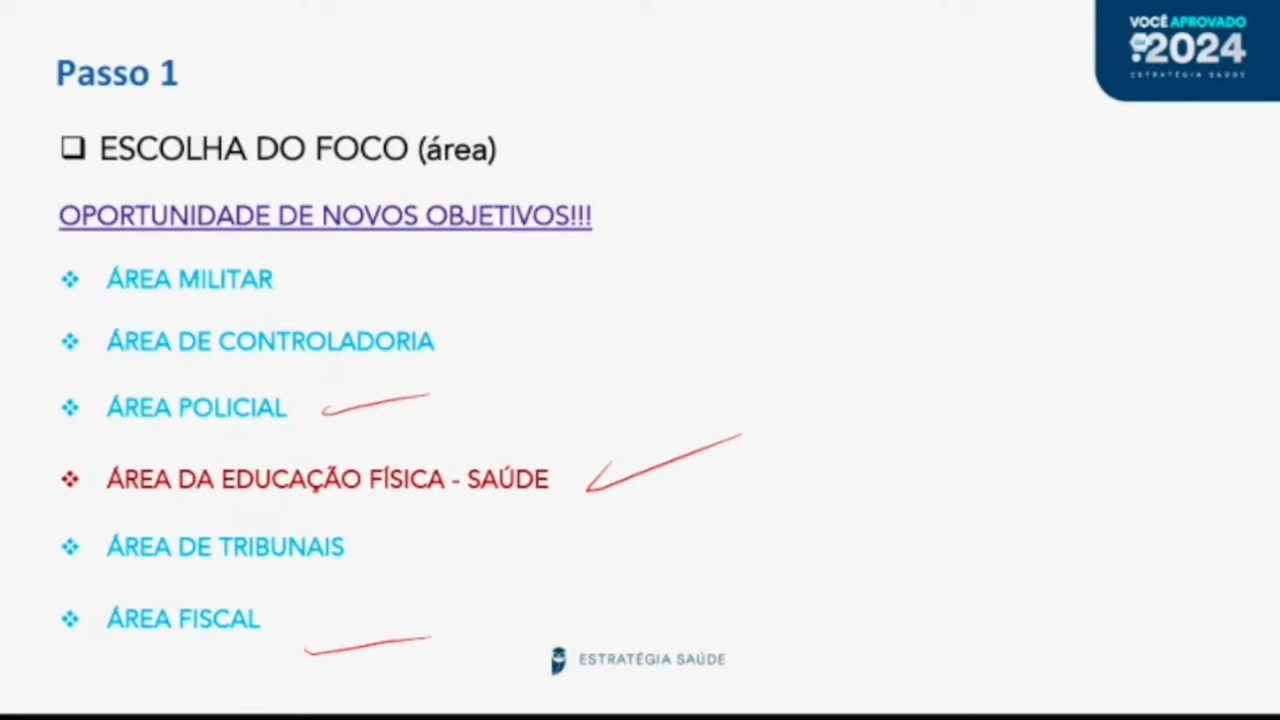 VOCÊ APROVADO
EM 2024
ESTRATÉGIA SAÚDE
Passo 1
ESCOLHA DO FOCO (área)
OPORTUNIDADE DE NOVOS OBJETIVOS!!!
ÁREA MILITAR
ÁREA DE CONTROLADORIA
ÁREA POLICIAL
ÁREA DA EDUCAÇÃO FÍSICA - SAÚDE
ÁREA DE TRIBUNAIS
ÁREA FISCAL
ESTRATÉGIA SAÚDE